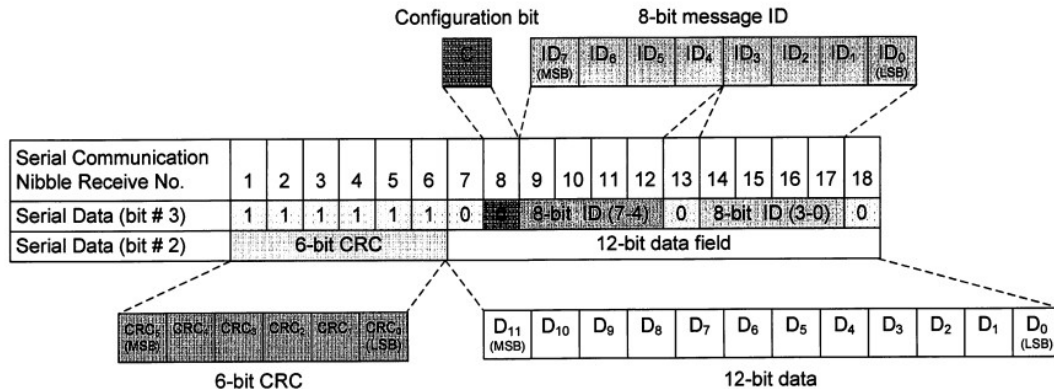 Configuration bit
8-bit message ID
C ID₇ ID₆ ID₅ ID₄ ID₃ ID₂ ID₁ ID₀
(MSB) (LSB)
Serial Communication
Nibble Receive No. 1 2 3 4 5 6 7 8 9 10 11 12 13 14 15 16 17 18
Serial Data (bit # 3) 1 1 1 1 1 1 0 8-bit ID (7-4) 0 8-bit ID (3-0) 0
Serial Data (bit # 2) 6-bit CRC 12-bit data field
CRC₅ CRC₄ CRC₃ CRC₂ CRC₁ CRC₀
(MSB) (LSB)
D₁₁ D₁₀ D₉ D₈ D₇ D₆ D₅ D₄ D₃ D₂ D₁ D₀
(MSB) (LSB)
6-bit CRC
12-bit data